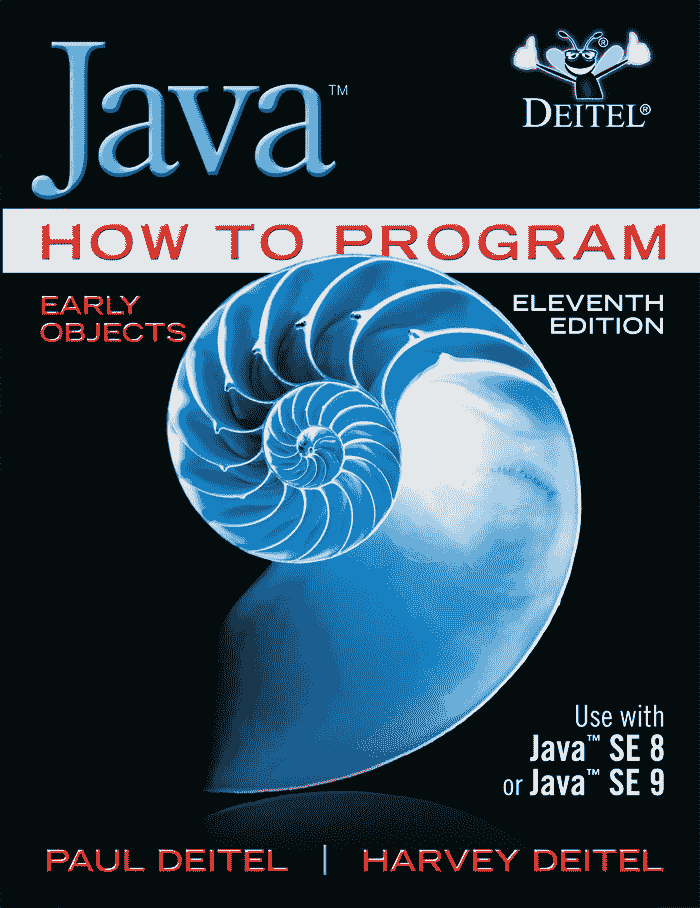 Java™
DEITEL®
HOW TO PROGRAM
EARLY
OBJECTS
ELEVENTH
EDITION
Use with
Java™ SE 8
or Java™ SE 9
PAUL DEITEL | HARVEY DEITEL